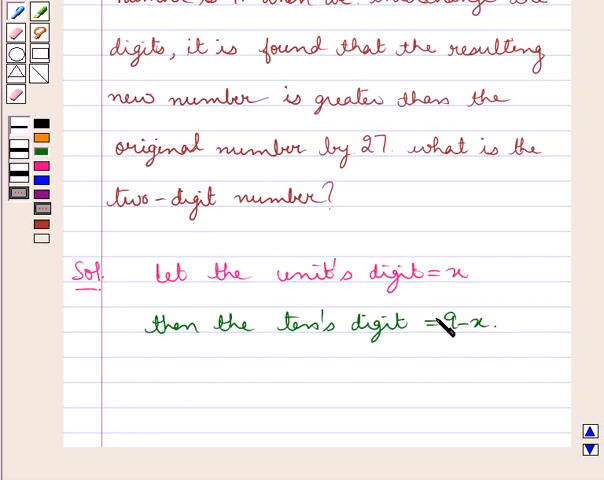 digits, it is found that the resulting
new number is greater than the
original number by 27. what is the
two-digit number?
Sol. let the unit's digit = x
then the ten's digit = 9-x.